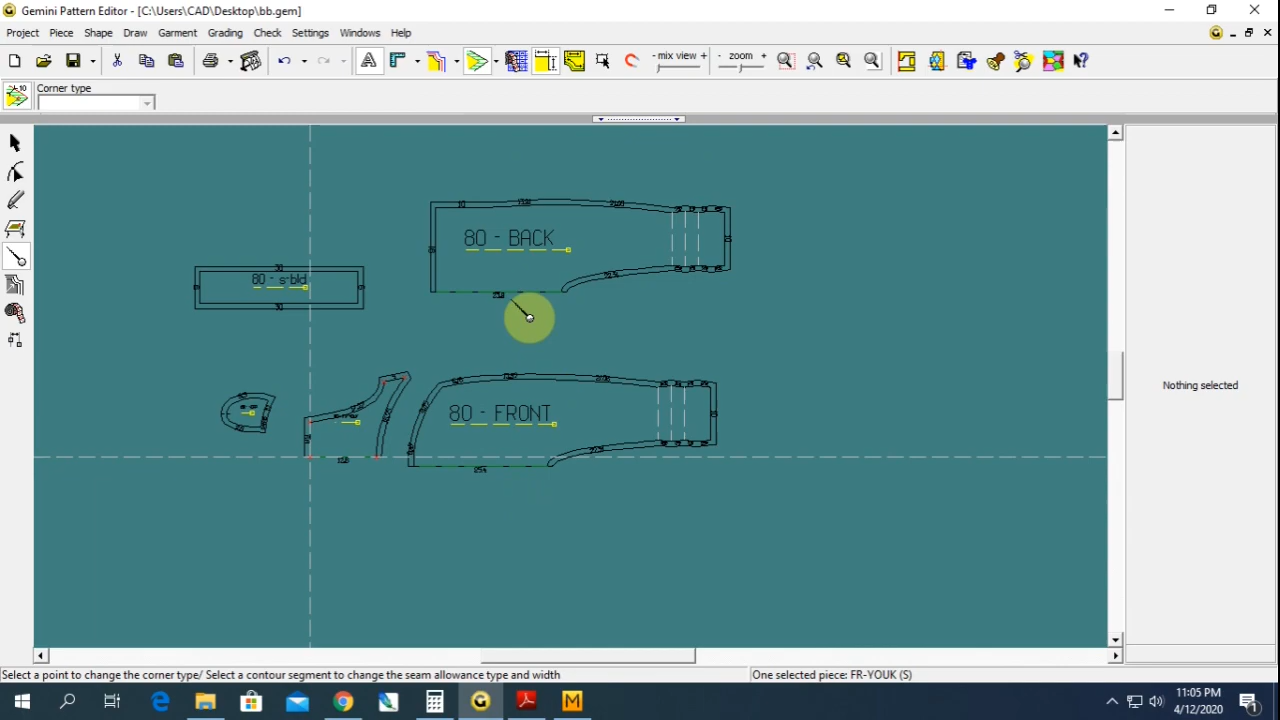 Gemini Pattern Editor - [C:\Users\CAD\Desktop\bb.gem]
Project Piece Shape Draw Garment Grading Check Settings Windows Help
- mix view +
- zoom +
Corner type
80 - BACK
80 - s-bld
80 - FRONT
Nothing selected
Select a point to change the corner type/ Select a contour segment to change the seam allowance type and width
One selected piece: FR-YOUK (S)
11:05 PM
4/12/2020